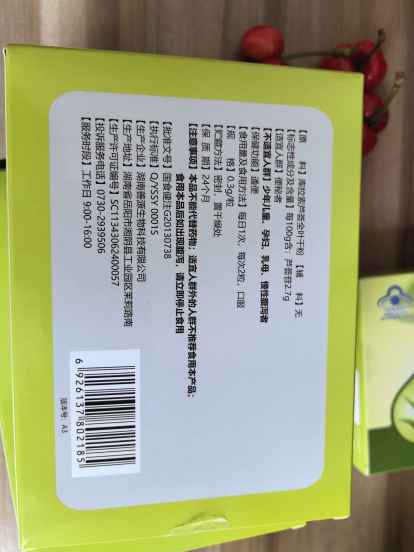 【原　料】库拉索芦荟全叶干粉 【辅　料】无
【标志性成分及含量】每100g含：芦荟苷2.7g
【适宜人群】便秘者
【不适宜人群】少年儿童、孕妇、乳母、慢性腹泻者
【保健功能】通便
【食用量及食用方法】每日1次，每次2粒，口服
【规　格】0.3g/粒
【贮藏方法】密封　置干燥处
【保 质 期】24个月
【注意事项】本品不能代替药物；适宜人群外的人群不推荐食用本产品；
食用本品后如出现腹泻，请立即停止食用
【批准文号】国食健字G20130738
【执行标准】Q/YSSY 0001S
【生产企业】湖南善源生物科技有限公司
【生产地址】湖南省岳阳市湘阴县工业园区茉莉路南
【生产许可证编号】SC11343062400057
【投诉服务电话】0730-2939506
【服务时段】工作日 9:00-16:00
6 926137 802185
版本号：A3